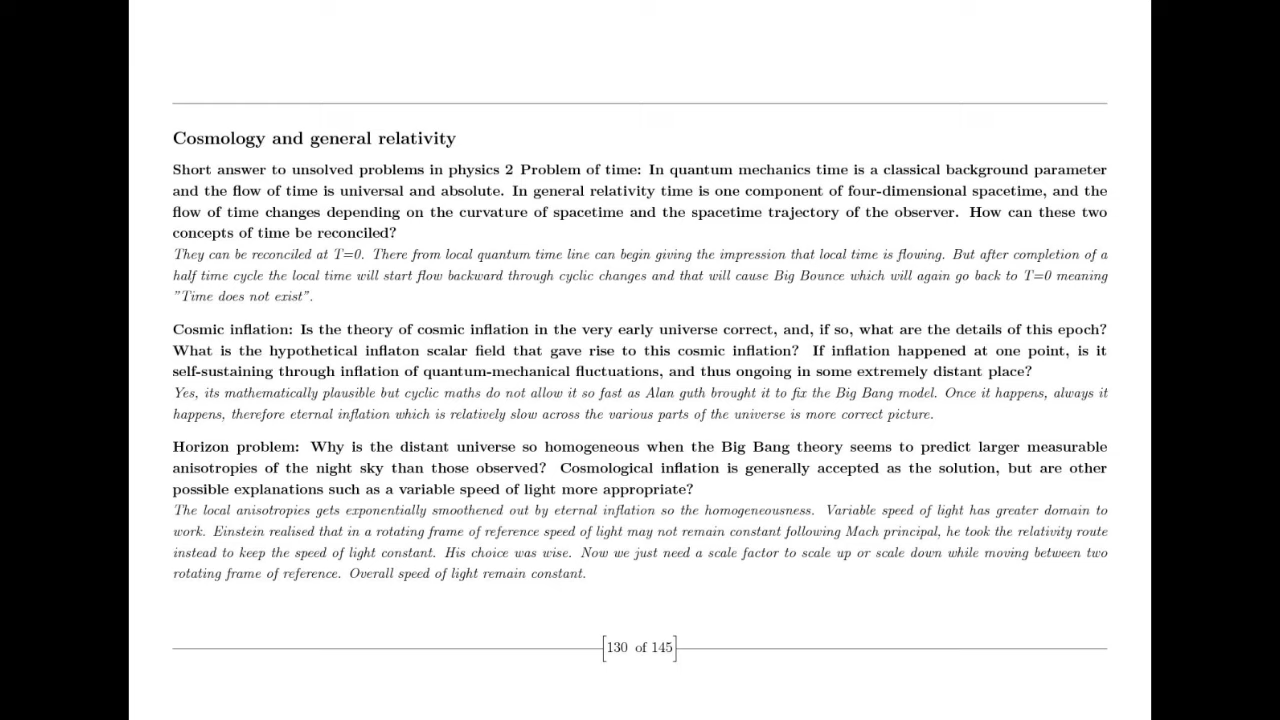 Cosmology and general relativity
Short answer to unsolved problems in physics 2 Problem of time: In quantum mechanics time is a classical background parameter
and the flow of time is universal and absolute. In general relativity time is one component of four-dimensional spacetime, and the
flow of time changes depending on the curvature of spacetime and the spacetime trajectory of the observer. How can these two
concepts of time be reconciled?
They can be reconciled at T=0. There from local quantum time line can begin giving the impression that local time is flowing. But after completion of a
half time cycle the local time will start flow backward through cyclic changes and that will cause Big Bounce which will again go back to T=0 meaning
"Time does not exist".
Cosmic inflation: Is the theory of cosmic inflation in the very early universe correct, and, if so, what are the details of this epoch?
What is the hypothetical inflaton scalar field that gave rise to this cosmic inflation? If inflation happened at one point, is it
self-sustaining through inflation of quantum-mechanical fluctuations, and thus ongoing in some extremely distant place?
Yes, its mathematically plausible but cyclic maths do not allow it so fast as Alan guth brought it to fix the Big Bang model. Once it happens, always it
happens, therefore eternal inflation which is relatively slow across the various parts of the universe is more correct picture.
Horizon problem: Why is the distant universe so homogeneous when the Big Bang theory seems to predict larger measurable
anisotropies of the night sky than those observed? Cosmological inflation is generally accepted as the solution, but are other
possible explanations such as a variable speed of light more appropriate?
The local anisotropies gets exponentially smoothened out by eternal inflation so the homogeneousness. Variable speed of light has greater domain to
work. Einstein realised that in a rotating frame of reference speed of light may not remain constant following Mach principal, he took the relativity route
instead to keep the speed of light constant. His choice was wise. Now we just need a scale factor to scale up or scale down while moving between two
rotating frame of reference. Overall speed of light remain constant.
130 of 145